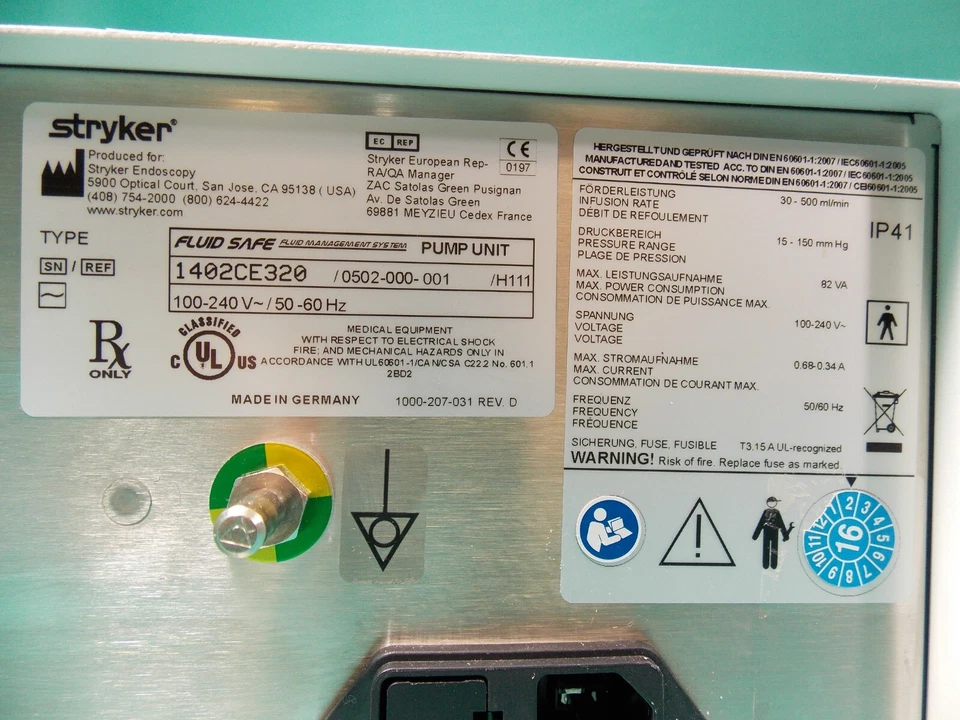 stryker®
Produced for:
Stryker Endoscopy
5900 Optical Court, San Jose, CA 95138 ( USA)
(408) 754-2000 (800) 624-4422
www.stryker.com
EC REP
Stryker European Rep-
RA/QA Manager
ZAC Satolas Green Pusignan
Av. De Satolas Green
69881 MEYZIEU Cedex France
CE
0197
TYPE
FLUID SAFE FLUID MANAGEMENT SYSTEM PUMP UNIT
SN / REF
1402CE320 /0502-000-001 /H111
100-240 V~ / 50 -60 Hz
Rx
ONLY
CLASSIFIED
C UL US
MEDICAL EQUIPMENT
WITH RESPECT TO ELECTRICAL SHOCK
FIRE; AND MECHANICAL HAZARDS ONLY IN
ACCORDANCE WITH UL60601-1/CAN/CSA C22.2 No. 601.1
2BD2
MADE IN GERMANY 1000-207-031 REV. D
HERGESTELLT UND GEPRÜFT NACH DIN EN 60601-1:2007 / IEC60601-1:2005
MANUFACTURED AND TESTED ACC. TO DIN EN 60601-1:2007 / IEC 60601-1:2005
CONSTRUIT ET CONTRÔLÉ SELON NORME DIN EN 60601-1:2007 / CEI 60601-1:2005
FÖRDERLEISTUNG
INFUSION RATE 30 - 500 ml/min
DÉBIT DE REFOULEMENT
IP41
DRUCKBEREICH
PRESSURE RANGE 15 - 150 mm Hg
PLAGE DE PRESSION
MAX. LEISTUNGSAUFNAHME
MAX. POWER CONSUMPTION 82 VA
CONSOMMATION DE PUISSANCE MAX.
SPANNUNG
VOLTAGE 100-240 V~
VOLTAGE
MAX. STROMAUFNAHME
MAX. CURRENT 0.68-0.34 A
CONSOMMATION DE COURANT MAX.
FREQUENZ
FREQUENCY 50/60 Hz
FRÉQUENCE
SICHERUNG, FUSE, FUSIBLE T3.15 A UL-recognized
WARNING! Risk of fire. Replace fuse as marked.
1 2 3 4 5 6 7 8 9 10 11 12
16